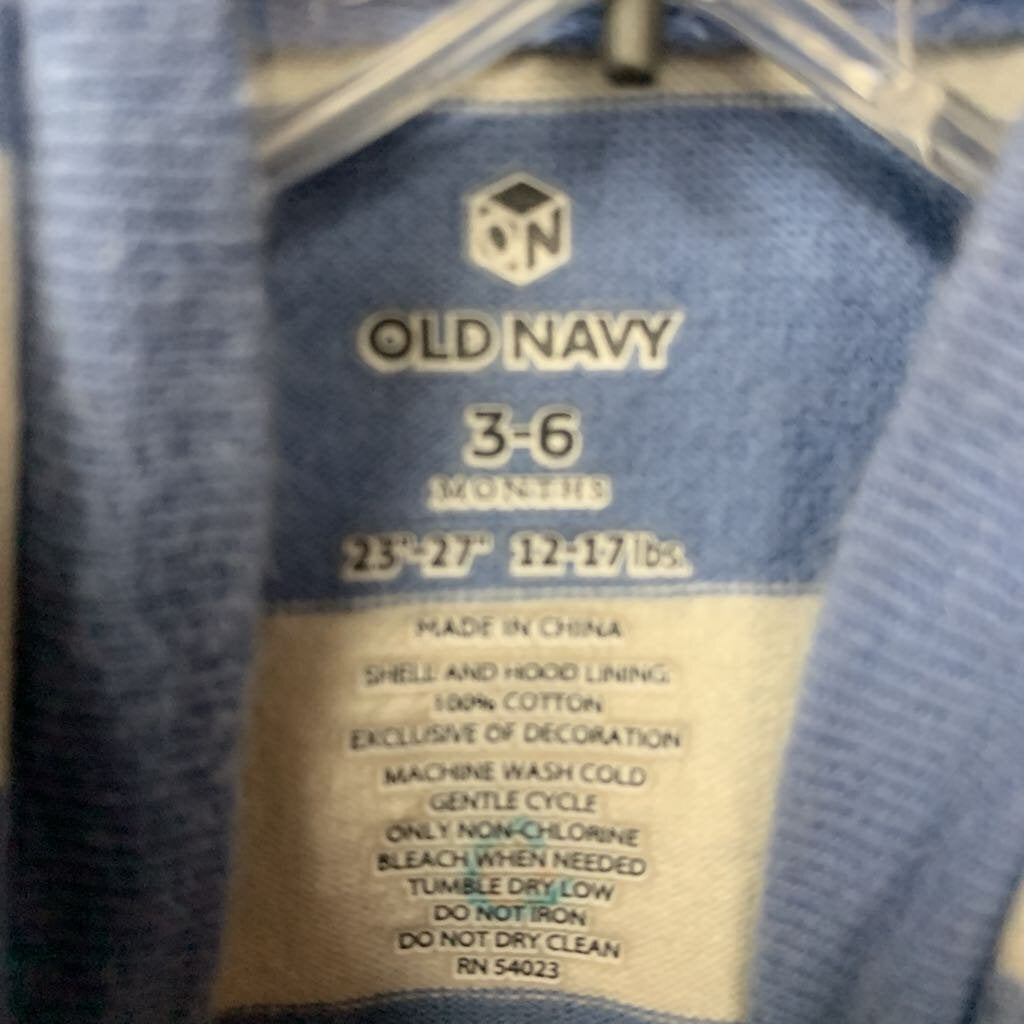 ON
OLD NAVY
3-6
MONTHS
23"-27" 12-17 lbs.
MADE IN CHINA
SHELL AND HOOD LINING:
100% COTTON
EXCLUSIVE OF DECORATION
MACHINE WASH COLD
GENTLE CYCLE
ONLY NON-CHLORINE
BLEACH WHEN NEEDED
TUMBLE DRY LOW
DO NOT IRON
DO NOT DRY CLEAN
RN 54023